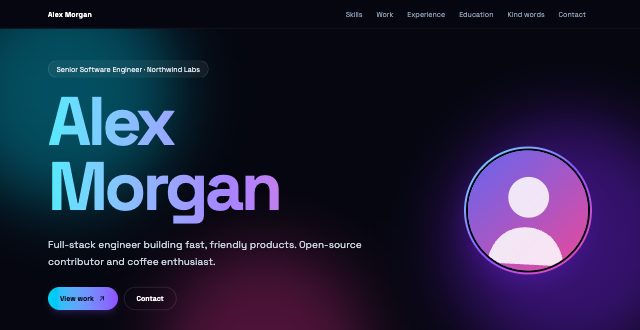 Alex Morgan
Skills Work Experience Education Kind words Contact
Senior Software Engineer · Northwind Labs
Alex
Morgan
Full-stack engineer building fast, friendly products. Open-source
contributor and coffee enthusiast.
View work ↗ Contact